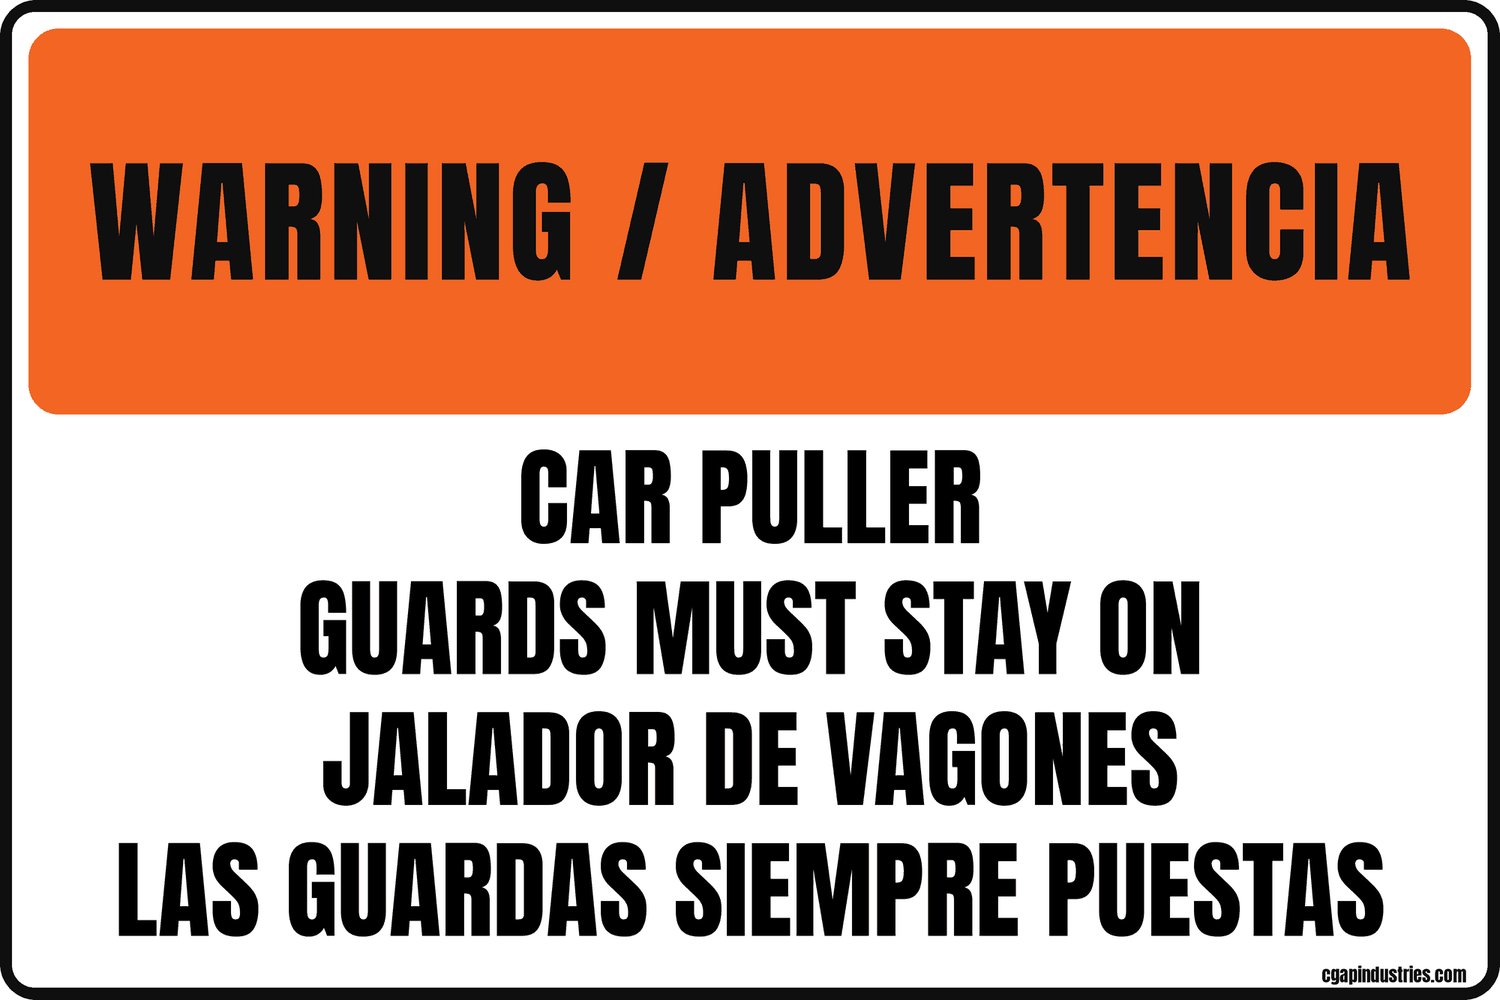 WARNING / ADVERTENCIA
CAR PULLER
GUARDS MUST STAY ON
JALADOR DE VAGONES
LAS GUARDAS SIEMPRE PUESTAS
cgapindustries.com